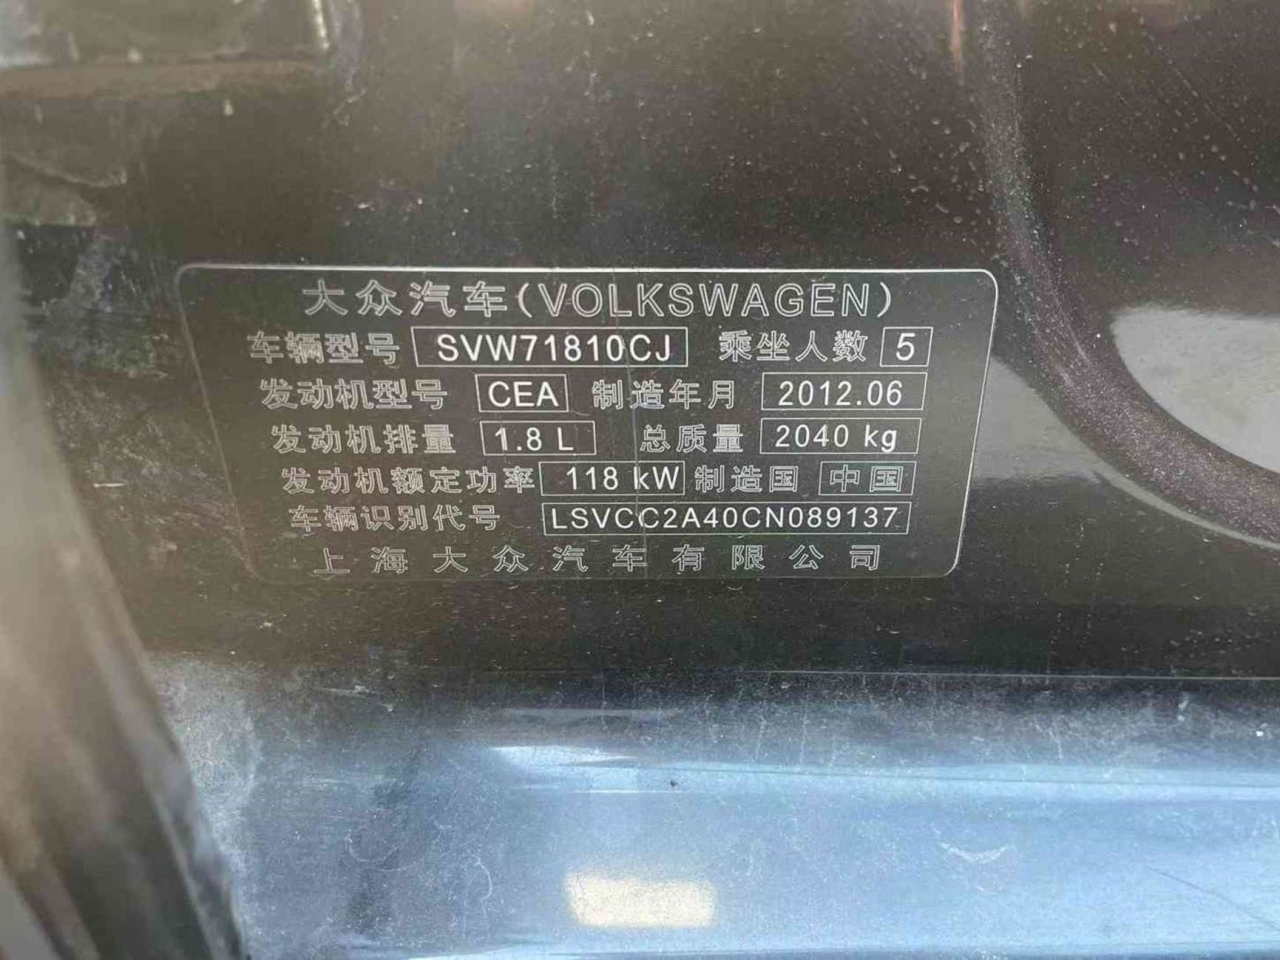 大众汽车(VOLKSWAGEN)
车辆型号 SVW71810CJ 乘坐人数 5
发动机型号 CEA 制造年月 2012.06
发动机排量 1.8 L 总质量 2040 kg
发动机额定功率 118 kW 制造国 中国
车辆识别代号 LSVCC2A40CN089137
上海大众汽车有限公司